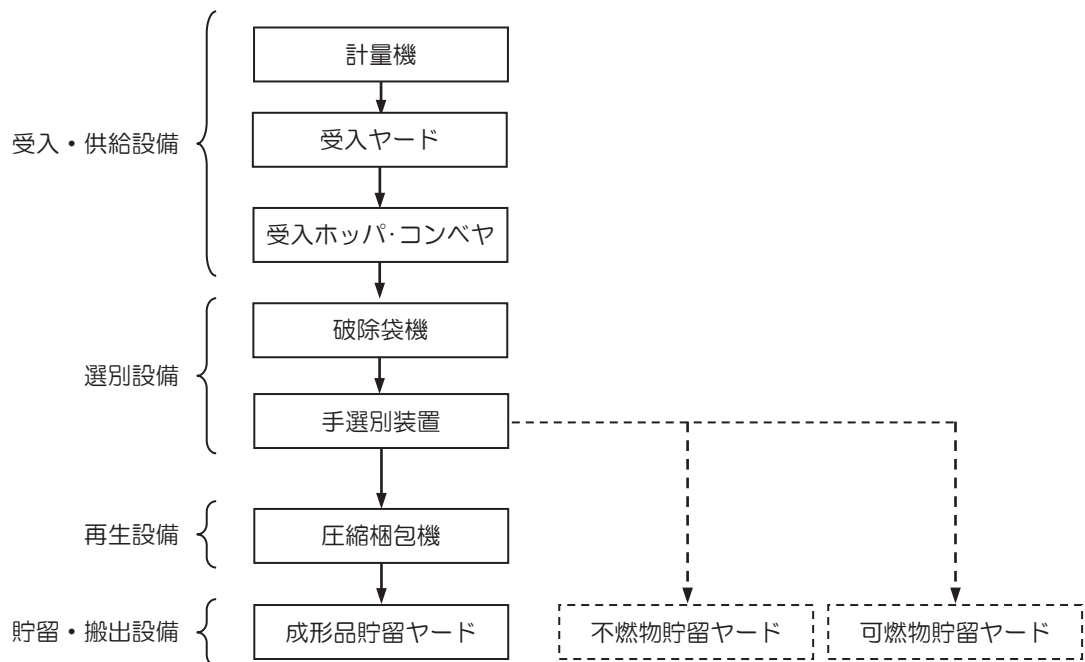 計量機
受入・供給設備
受入ヤード
受入ホッパ・コンベヤ
破除袋機
選別設備
手選別装置
再生設備
圧縮梱包機
貯留・搬出設備
成形品貯留ヤード
不燃物貯留ヤード
可燃物貯留ヤード